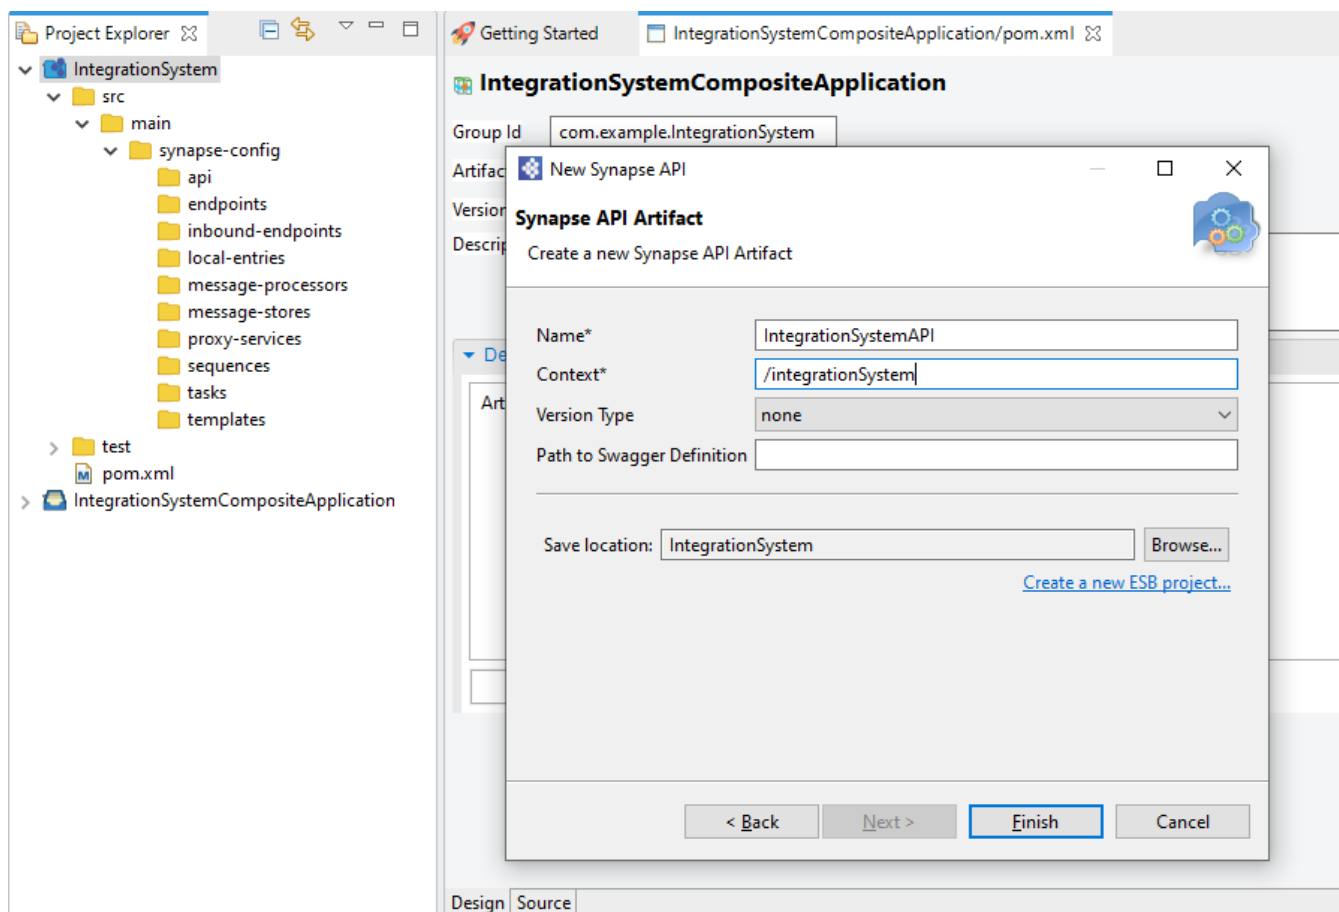 Project Explorer
IntegrationSystem
src
main
synapse-config
api
endpoints
inbound-endpoints
local-entries
message-processors
message-stores
proxy-services
sequences
tasks
templates
test
pom.xml
IntegrationSystemCompositeApplication
Getting Started
IntegrationSystemCompositeApplication/pom.xml
IntegrationSystemCompositeApplication
Group Id com.example.IntegrationSystem
Artifac
Version
Descrip
De
Art
New Synapse API
Synapse API Artifact
Create a new Synapse API Artifact
Name* IntegrationSystemAPI
Context* /integrationSystem
Version Type none
Path to Swagger Definition
Save location: IntegrationSystem Browse...
Create a new ESB project...
< Back Next > Finish Cancel
Design Source